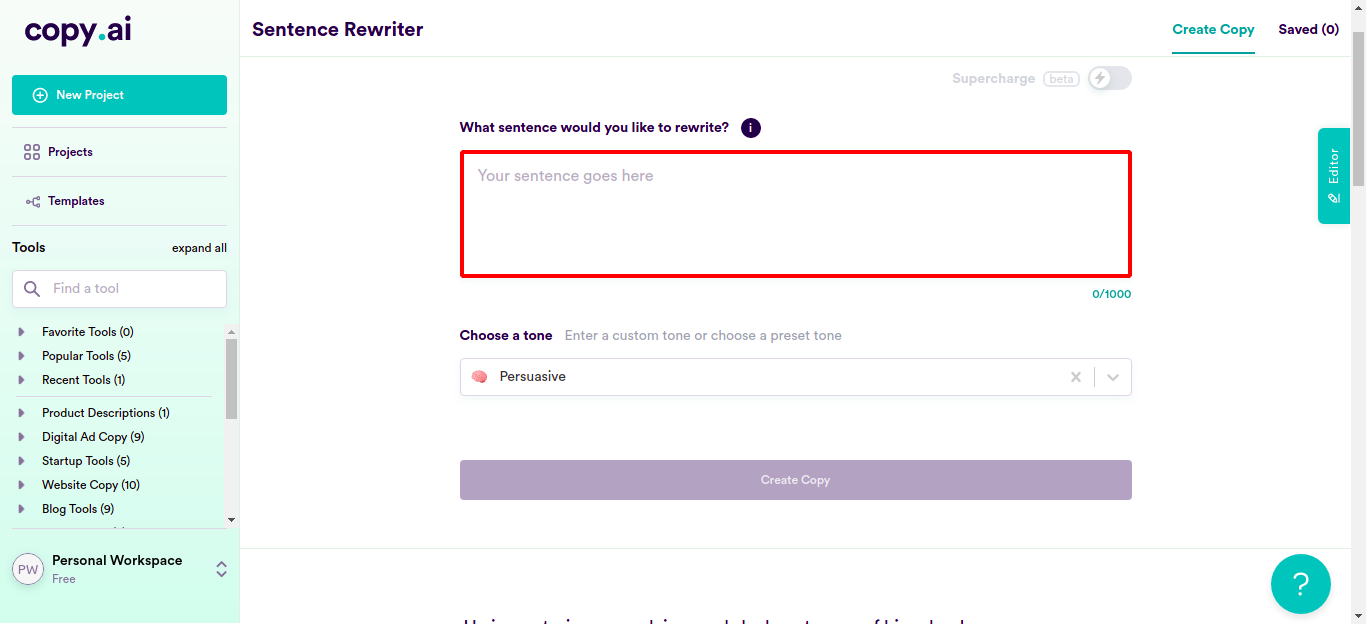 copy.ai
Sentence Rewriter
Create Copy
Saved (0)
New Project
Projects
Templates
Tools
expand all
Find a tool
Favorite Tools (0)
Popular Tools (5)
Recent Tools (1)
Product Descriptions (1)
Digital Ad Copy (9)
Startup Tools (5)
Website Copy (10)
Blog Tools (9)
PW
Personal Workspace
Free
Supercharge beta
What sentence would you like to rewrite? i
Your sentence goes here
0/1000
Choose a tone Enter a custom tone or choose a preset tone
Persuasive
Create Copy
Editor
?